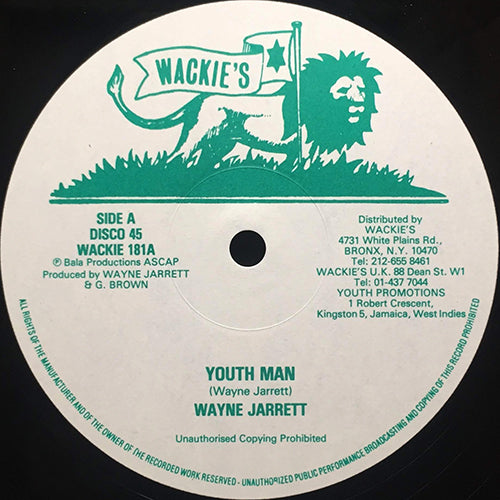 WACKIE'S
SIDE A
DISCO 45
WACKIE 181A
℗ Bala Productions ASCAP
Produced by WAYNE JARRETT
& G. BROWN
Distributed by
WACKIE'S
4731 White Plains Rd.,
BRONX, N.Y. 10470
Tel: 212-655 8461
WACKIE'S U.K. 88 Dean St. W1
Tel: 01-437 7044
YOUTH PROMOTIONS
1 Robert Crescent,
Kingston 5, Jamaica, West Indies
YOUTH MAN
(Wayne Jarrett)
WAYNE JARRETT
Unauthorised Copying Prohibited
ALL RIGHTS OF THE MANUFACTURER AND OF THE OWNER OF THE RECORDED WORK RESERVED - UNAUTHORIZED PUBLIC PERFORMANCE BROADCASTING AND COPYING OF THIS RECORD PROHIBITED